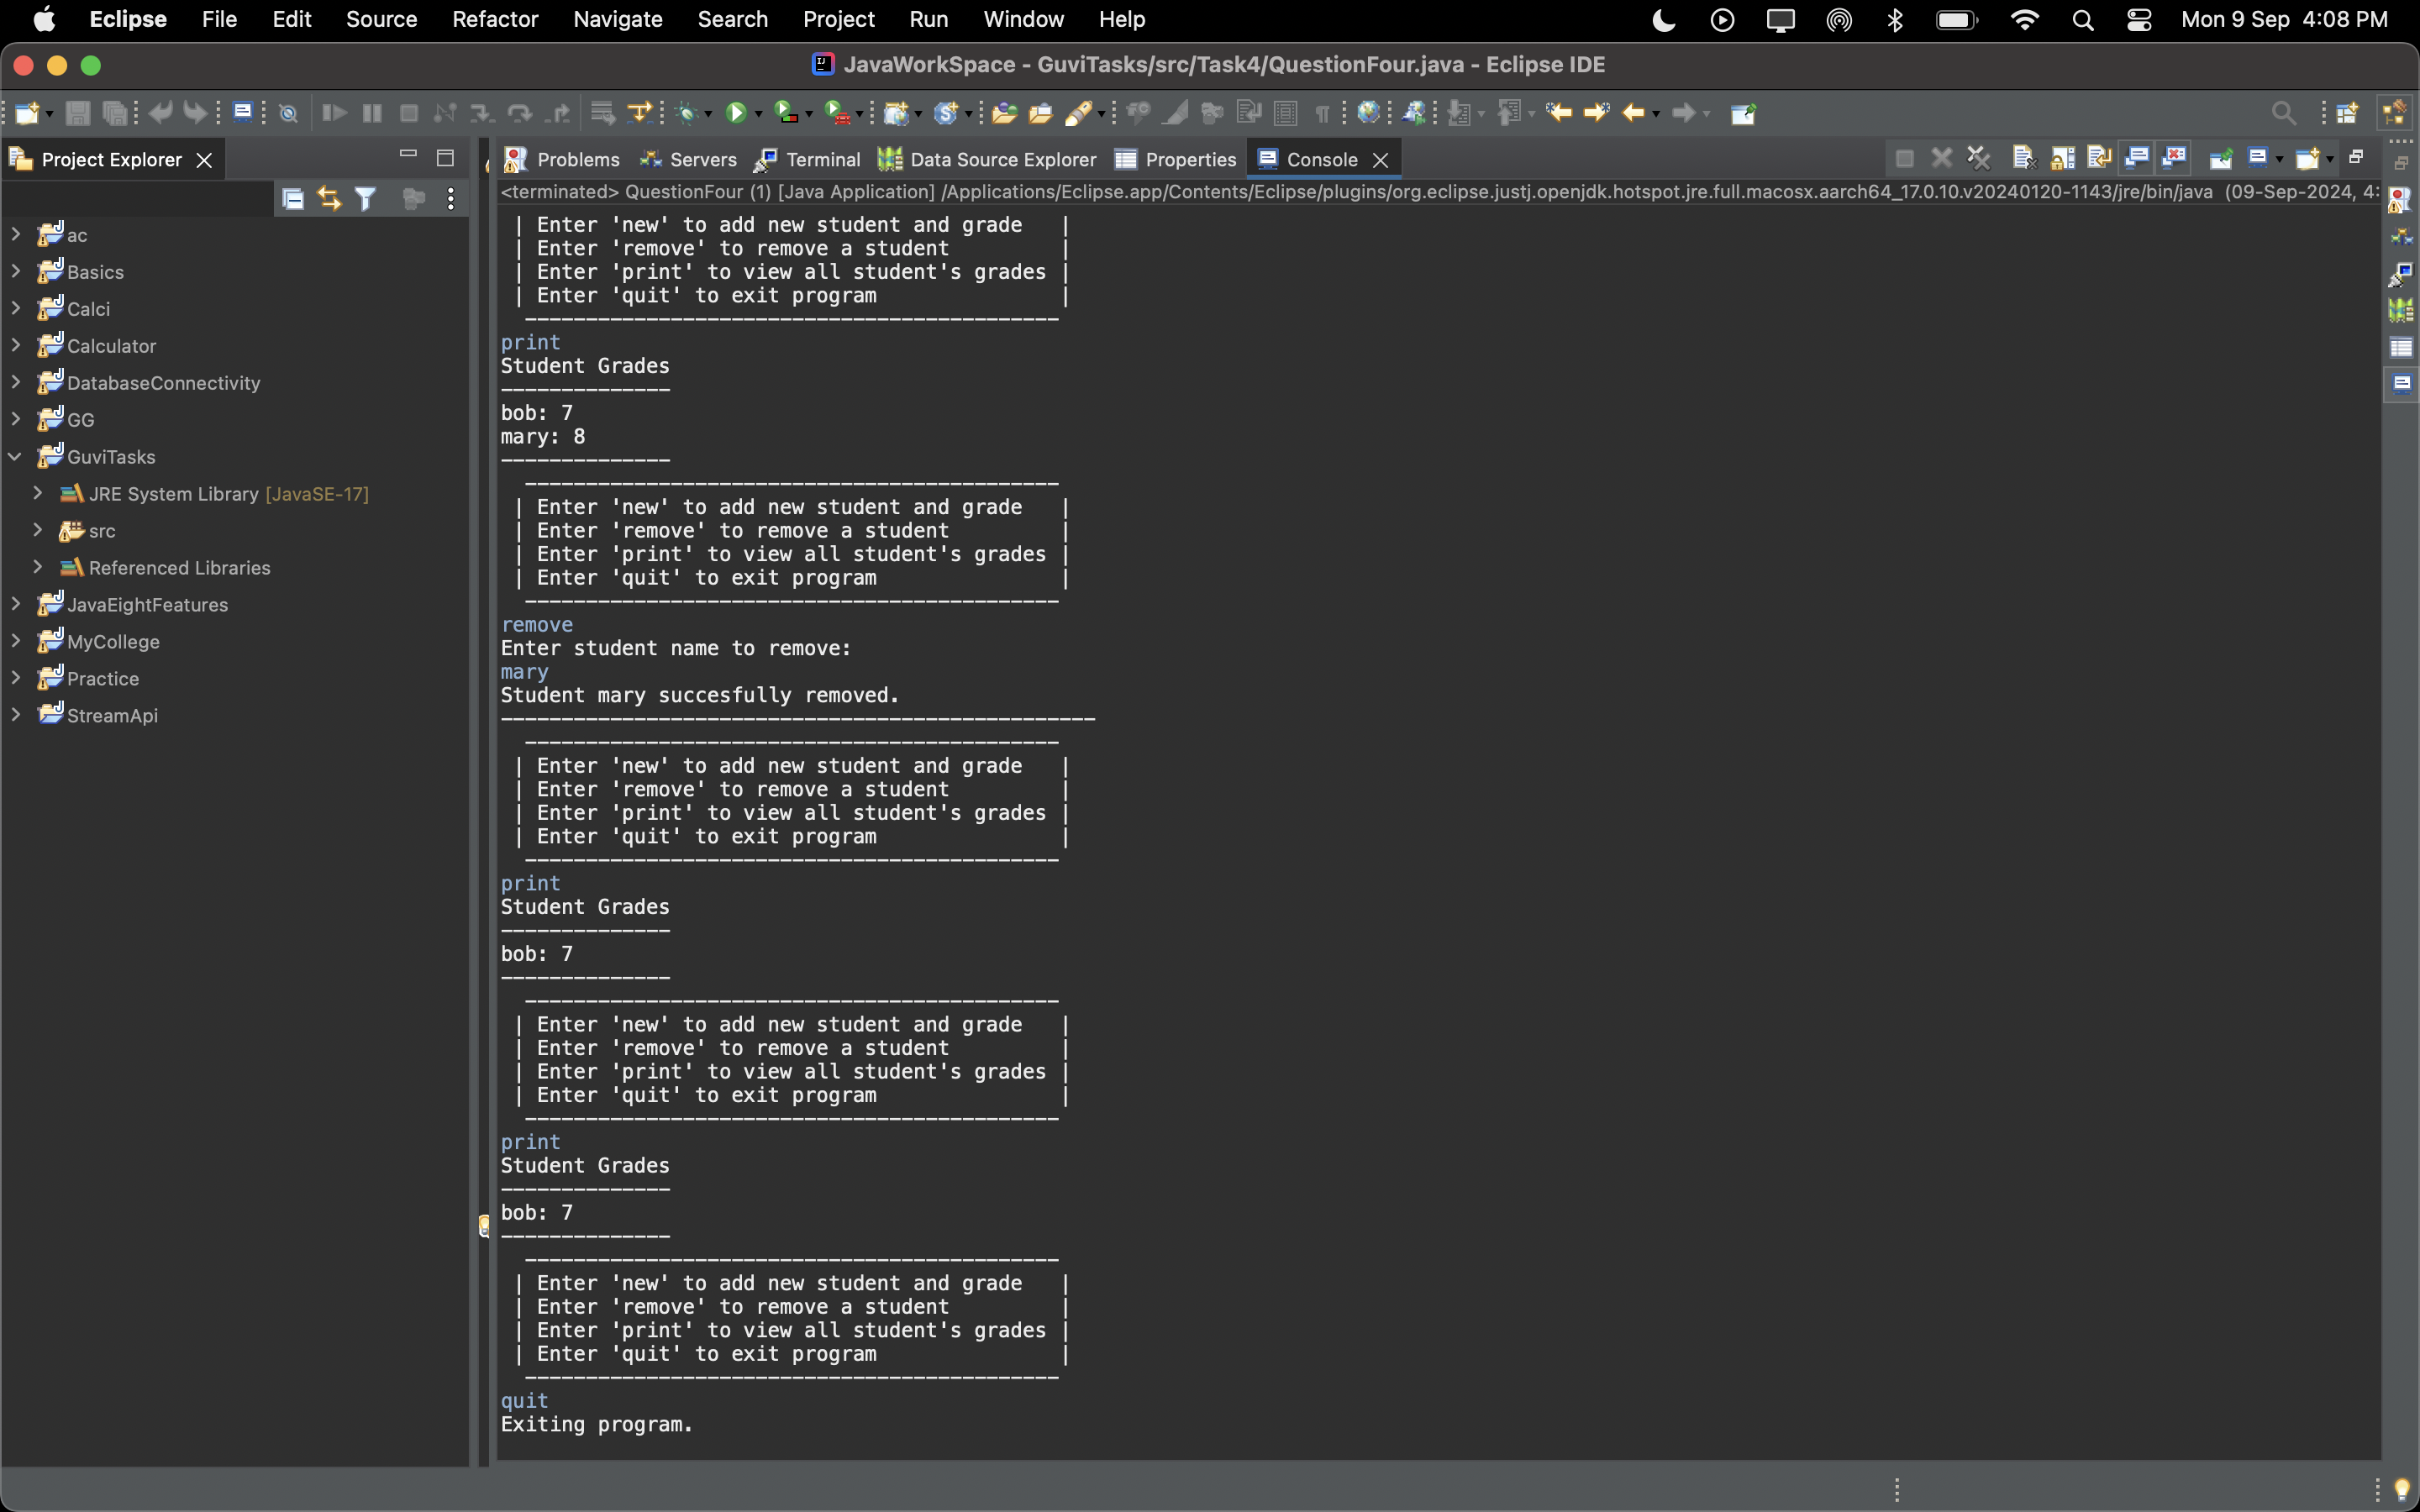 Eclipse File Edit Source Refactor Navigate Search Project Run Window Help Mon 9 Sep 4:08 PM
JavaWorkSpace - GuviTasks/src/Task4/QuestionFour.java - Eclipse IDE
Project Explorer
Problems Servers Terminal Data Source Explorer Properties Console
<terminated> QuestionFour (1) [Java Application] /Applications/Eclipse.app/Contents/Eclipse/plugins/org.eclipse.justj.openjdk.hotspot.jre.full.macosx.aarch64_17.0.10.v20240120-1143/jre/bin/java (09-Sep-2024, 4:
ac
Basics
Calci
Calculator
DatabaseConnectivity
GG
GuviTasks
JRE System Library [JavaSE-17]
src
Referenced Libraries
JavaEightFeatures
MyCollege
Practice
StreamApi
| Enter 'new' to add new student and grade |
| Enter 'remove' to remove a student |
| Enter 'print' to view all student's grades |
| Enter 'quit' to exit program |
--------------------------------------------
print
Student Grades
--------------
bob: 7
mary: 8
--------------
--------------------------------------------
| Enter 'new' to add new student and grade |
| Enter 'remove' to remove a student |
| Enter 'print' to view all student's grades |
| Enter 'quit' to exit program |
--------------------------------------------
remove
Enter student name to remove:
mary
Student mary succesfully removed.
-------------------------------------------------
--------------------------------------------
| Enter 'new' to add new student and grade |
| Enter 'remove' to remove a student |
| Enter 'print' to view all student's grades |
| Enter 'quit' to exit program |
--------------------------------------------
print
Student Grades
--------------
bob: 7
--------------
--------------------------------------------
| Enter 'new' to add new student and grade |
| Enter 'remove' to remove a student |
| Enter 'print' to view all student's grades |
| Enter 'quit' to exit program |
--------------------------------------------
print
Student Grades
--------------
bob: 7
--------------
--------------------------------------------
| Enter 'new' to add new student and grade |
| Enter 'remove' to remove a student |
| Enter 'print' to view all student's grades |
| Enter 'quit' to exit program |
--------------------------------------------
quit
Exiting program.